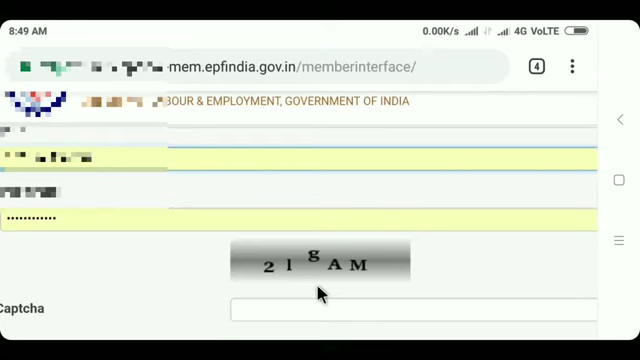 8:49 AM 0.00K/s 4G VoLTE
-mem.epfindia.gov.in/memberinterface/ 4
BOUR & EMPLOYMENT, GOVERNMENT OF INDIA
••••••••••••
2 l g A M
Captcha